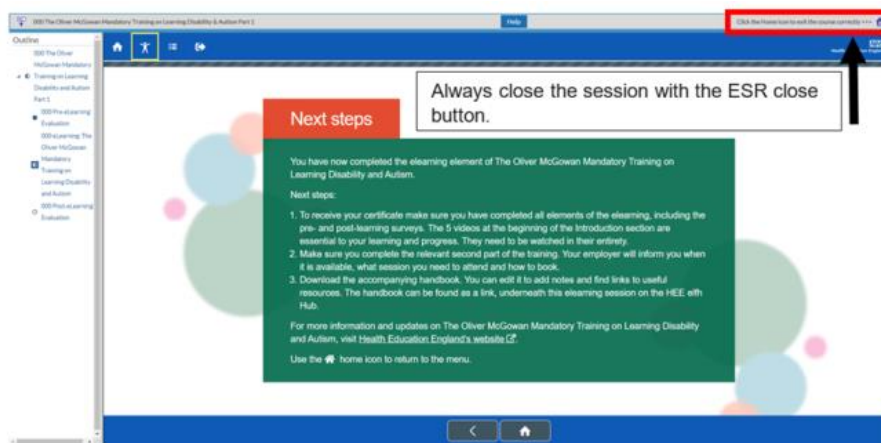 000 The Oliver McGowan Mandatory Training on Learning Disability & Autism Part 1
Help
Click the home icon to exit the course correctly
Outline
000 The Oliver
McGowan Mandatory
Training on Learning
Disability and Autism
Part 1
000 Pre-eLearning
Evaluation
000 eLearning: The
Oliver McGowan
Mandatory
Training on
Learning Disability
and Autism
000 Post-eLearning
Evaluation
Always close the session with the ESR close
button.
Next steps
You have now completed the elearning element of The Oliver McGowan Mandatory Training on
Learning Disability and Autism.
Next steps:
1. To receive your certificate make sure you have completed all elements of the elearning, including the
pre- and post-learning surveys. The 5 videos at the beginning of the Introduction section are
essential to your learning and progress. They need to be watched in their entirety.
2. Make sure you complete the relevant second part of the training. Your employer will inform you when
it is available, what session you need to attend and how to book.
3. Download the accompanying handbook. You can edit it to add notes and find links to useful
resources. The handbook can be found as a link, underneath this elearning session on the HEE elfh
Hub.
For more information and updates on The Oliver McGowan Mandatory Training on Learning Disability
and Autism, visit Health Education England's website.
Use the home icon to return to the menu.